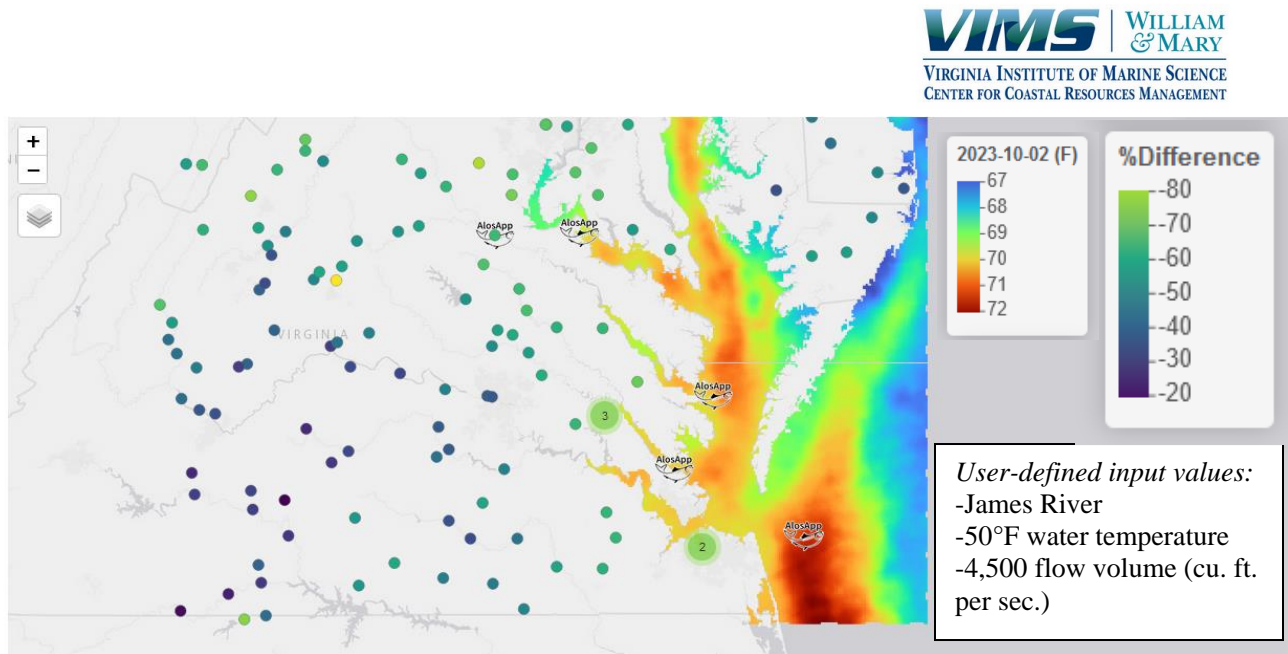 VIMS
WILLIAM
& MARY
VIRGINIA INSTITUTE OF MARINE SCIENCE
CENTER FOR COASTAL RESOURCES MANAGEMENT
+
−
AlosApp
AlosApp
VIRGINIA
AlosApp
3
AlosApp
AlosApp
2
2023-10-02 (F)
-67
-68
-69
-70
-71
-72
%Difference
-80
-70
-60
-50
-40
-30
-20
User-defined input values:
-James River
-50°F water temperature
-4,500 flow volume (cu. ft.
per sec.)